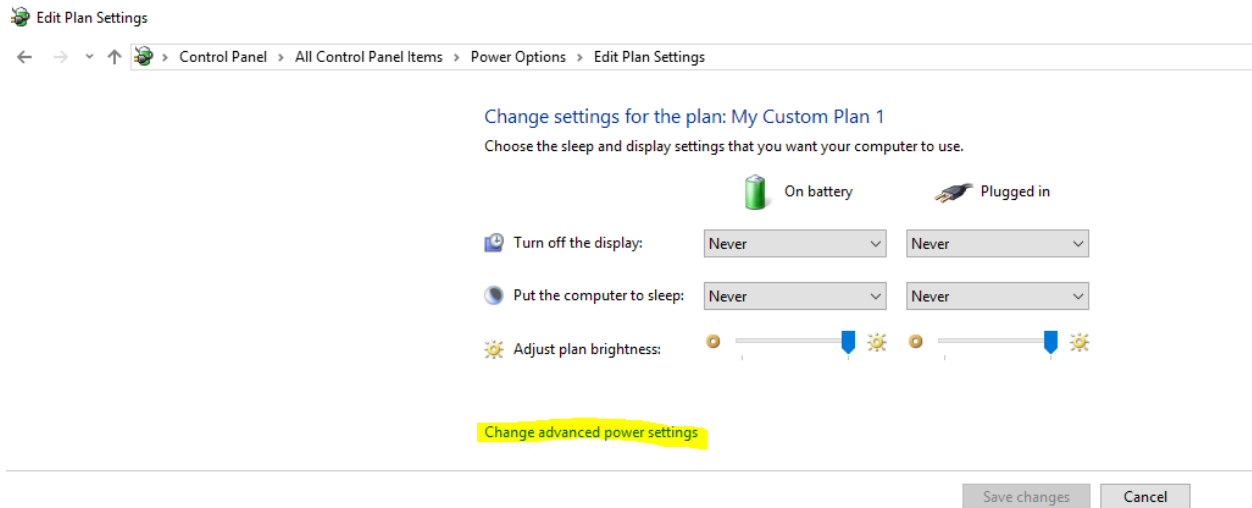 Edit Plan Settings
Control Panel > All Control Panel Items > Power Options > Edit Plan Settings
Change settings for the plan: My Custom Plan 1
Choose the sleep and display settings that you want your computer to use.
On battery Plugged in
Turn off the display: Never Never
Put the computer to sleep: Never Never
Adjust plan brightness:
Change advanced power settings
Save changes Cancel